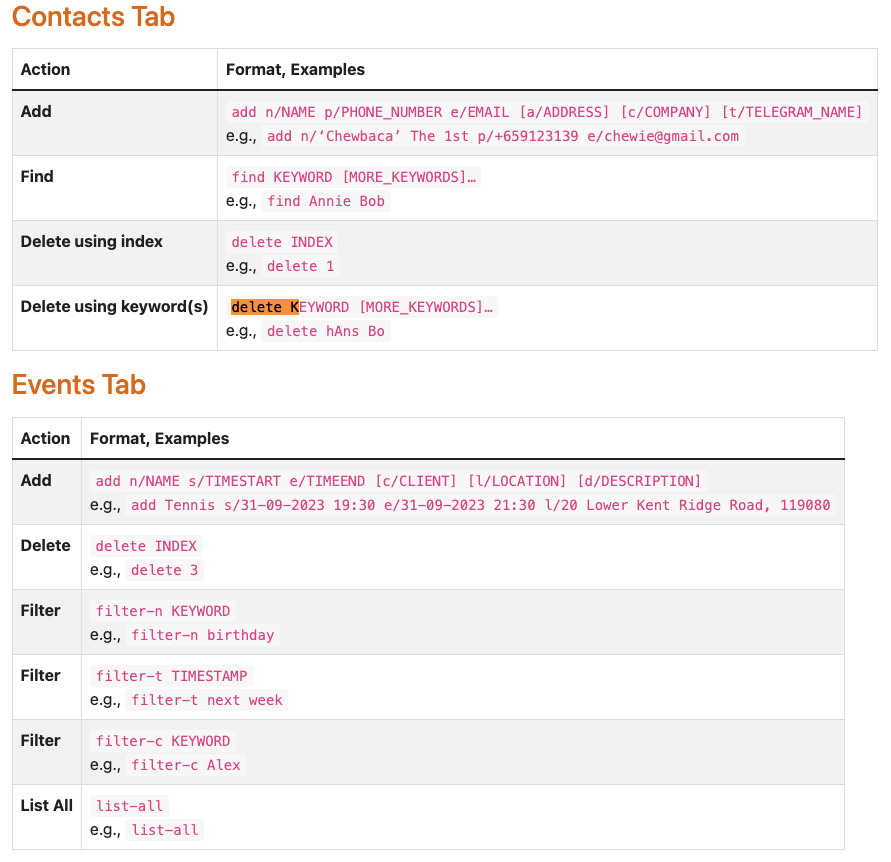 Contacts Tab
Action Format, Examples
Add add n/NAME p/PHONE_NUMBER e/EMAIL [a/ADDRESS] [c/COMPANY] [t/TELEGRAM_NAME]
e.g., add n/‘Chewbaca’ The 1st p/+659123139 e/chewie@gmail.com
Find find KEYWORD [MORE_KEYWORDS]…
e.g., find Annie Bob
Delete using index delete INDEX
e.g., delete 1
Delete using keyword(s) delete KEYWORD [MORE_KEYWORDS]…
e.g., delete hAns Bo
Events Tab
Action Format, Examples
Add add n/NAME s/TIMESTART e/TIMEEND [c/CLIENT] [l/LOCATION] [d/DESCRIPTION]
e.g., add Tennis s/31-09-2023 19:30 e/31-09-2023 21:30 l/20 Lower Kent Ridge Road, 119080
Delete delete INDEX
e.g., delete 3
Filter filter-n KEYWORD
e.g., filter-n birthday
Filter filter-t TIMESTAMP
e.g., filter-t next week
Filter filter-c KEYWORD
e.g., filter-c Alex
List All list-all
e.g., list-all